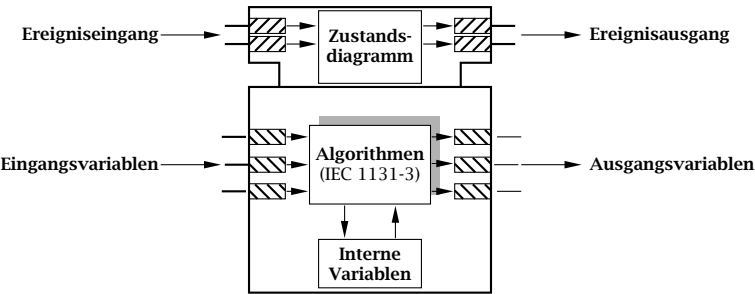 Ereigniseingang
Zustands-
diagramm
Ereignisausgang
Eingangsvariablen
Algorithmen
(IEC 1131-3)
Ausgangsvariablen
Interne
Variablen